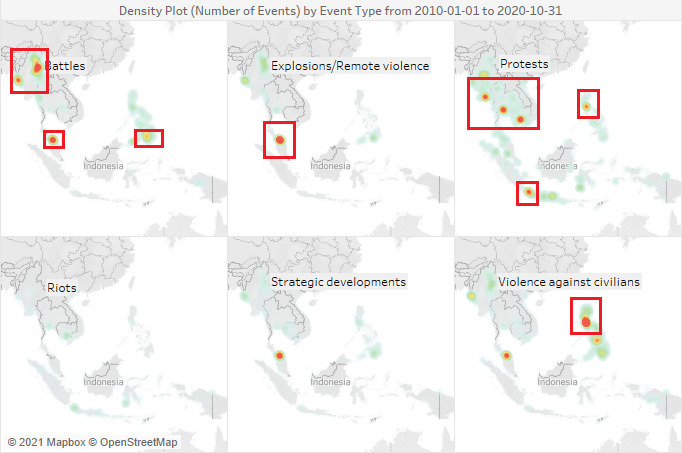 Density Plot (Number of Events) by Event Type from 2010-01-01 to 2020-10-31
Battles
Explosions/Remote violence
Protests
Indonesia
Indonesia
Indonesia
Riots
Strategic developments
Violence against civilians
Indonesia
Indonesia
Indonesia
© 2021 Mapbox © OpenStreetMap